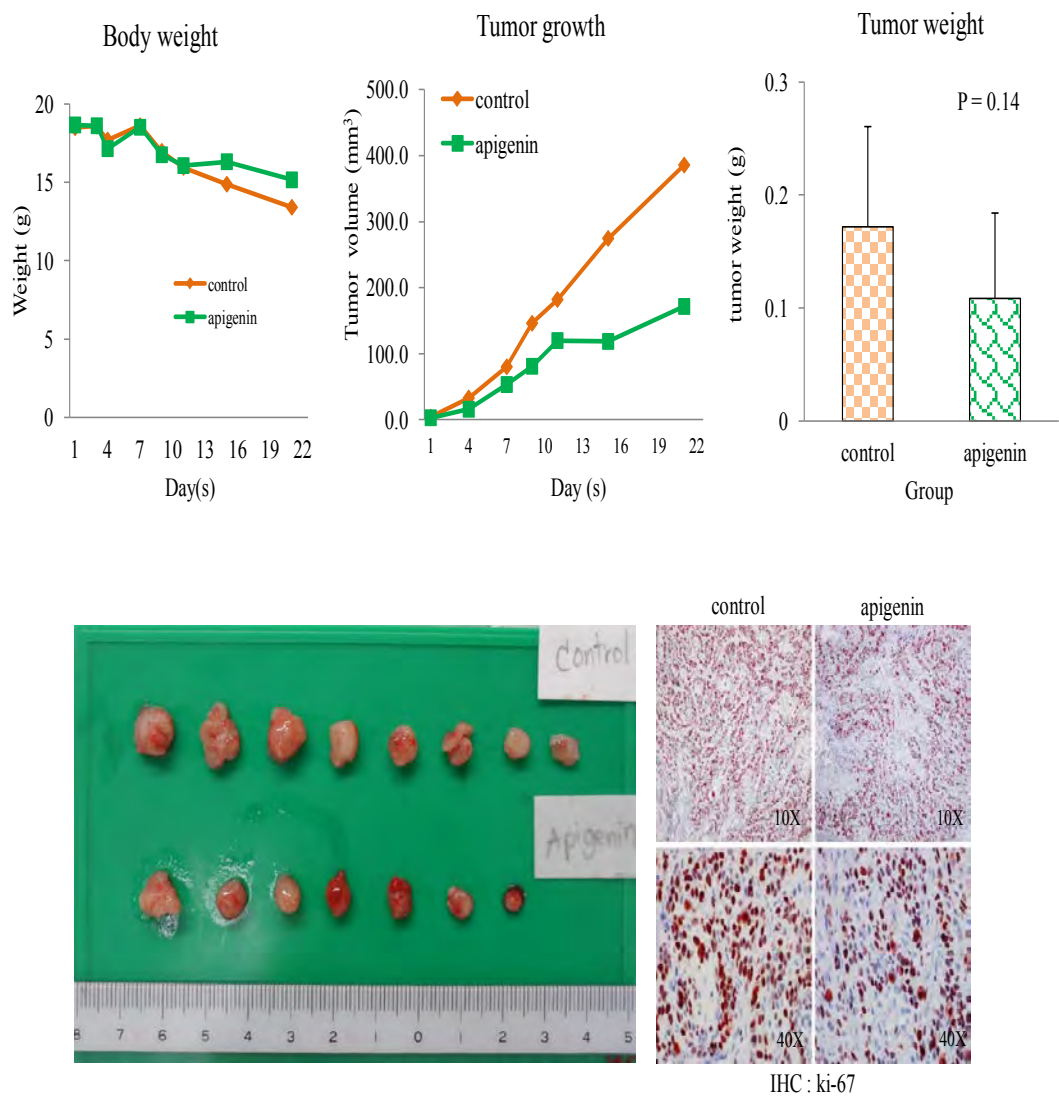 Body weight
Weight (g)
20
15
10
5
0
control
apigenin
1 4 7 10 13 16 19 22
Day(s)
Tumor growth
Tumor volume (mm³)
500.0
400.0
300.0
200.0
100.0
0.0
control
apigenin
1 4 7 10 13 16 19 22
Day (s)
Tumor weight
tumor weight (g)
0.3
0.2
0.1
0
P = 0.14
control apigenin
Group
Control
Apigenin
8 7 6 5 4 3 2 1 0 1 2 3 4 5
control apigenin
10X 10X
40X 40X
IHC : ki-67